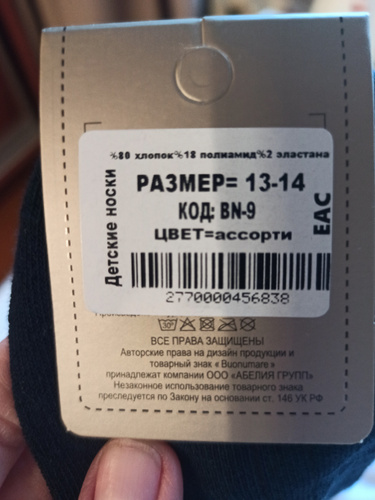 %80 хлопок%18 полиамид%2 эластана
Детские носки
РАЗМЕР= 13-14
КОД: BN-9
ЦВЕТ=ассорти
EAC
2770000456838
30
ВСЕ ПРАВА ЗАЩИЩЕНЫ
Авторские права на дизайн продукции и
товарный знак « Buonumare »
принадлежат компании ООО «АБЕЛИЯ ГРУПП»
Незаконное использование товарного знака
преследуется по Закону на основании ст. 146 УК РФ